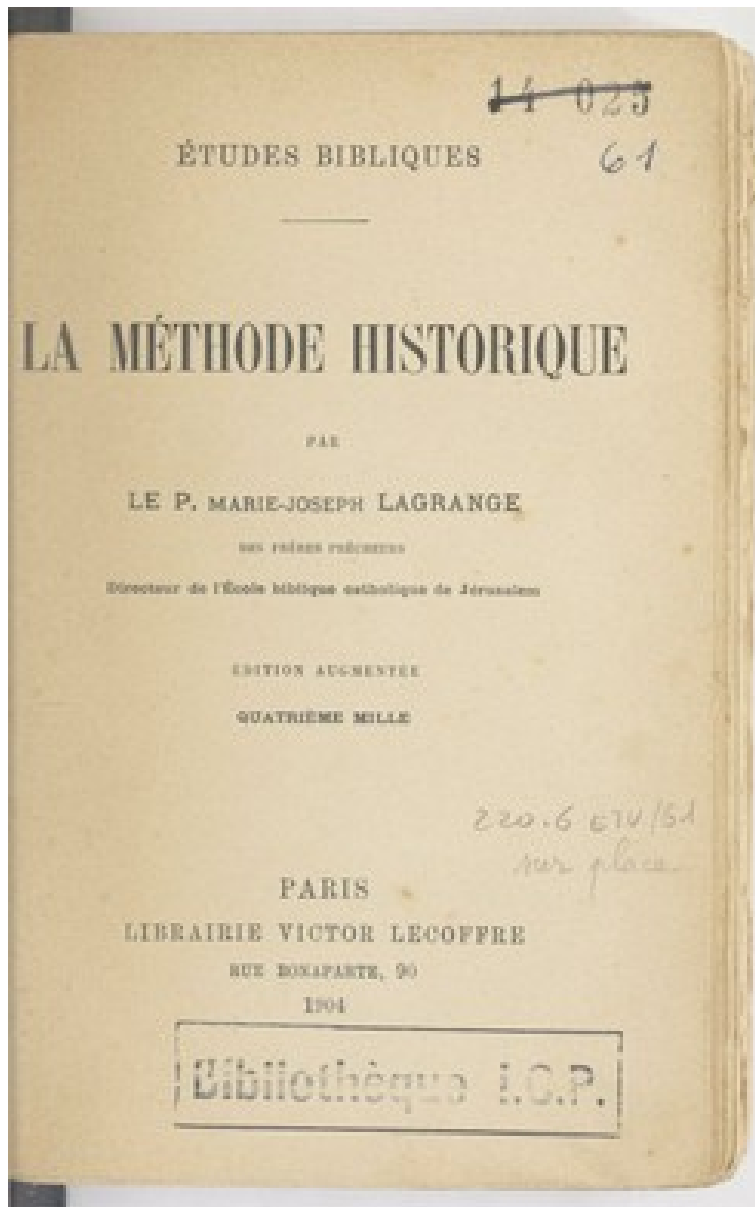 14 025
ÉTUDES BIBLIQUES
61
LA MÉTHODE HISTORIQUE
PAR
LE P. MARIE-JOSEPH LAGRANGE
DES FRÈRES PRÊCHEURS
Directeur de l'École biblique catholique de Jérusalem
ÉDITION AUGMENTÉE
QUATRIÈME MILLE
220.6 ETU/61
sur place
PARIS
LIBRAIRIE VICTOR LECOFFRE
RUE BONAPARTE, 90
1904
Bibliothèque I.C.P.